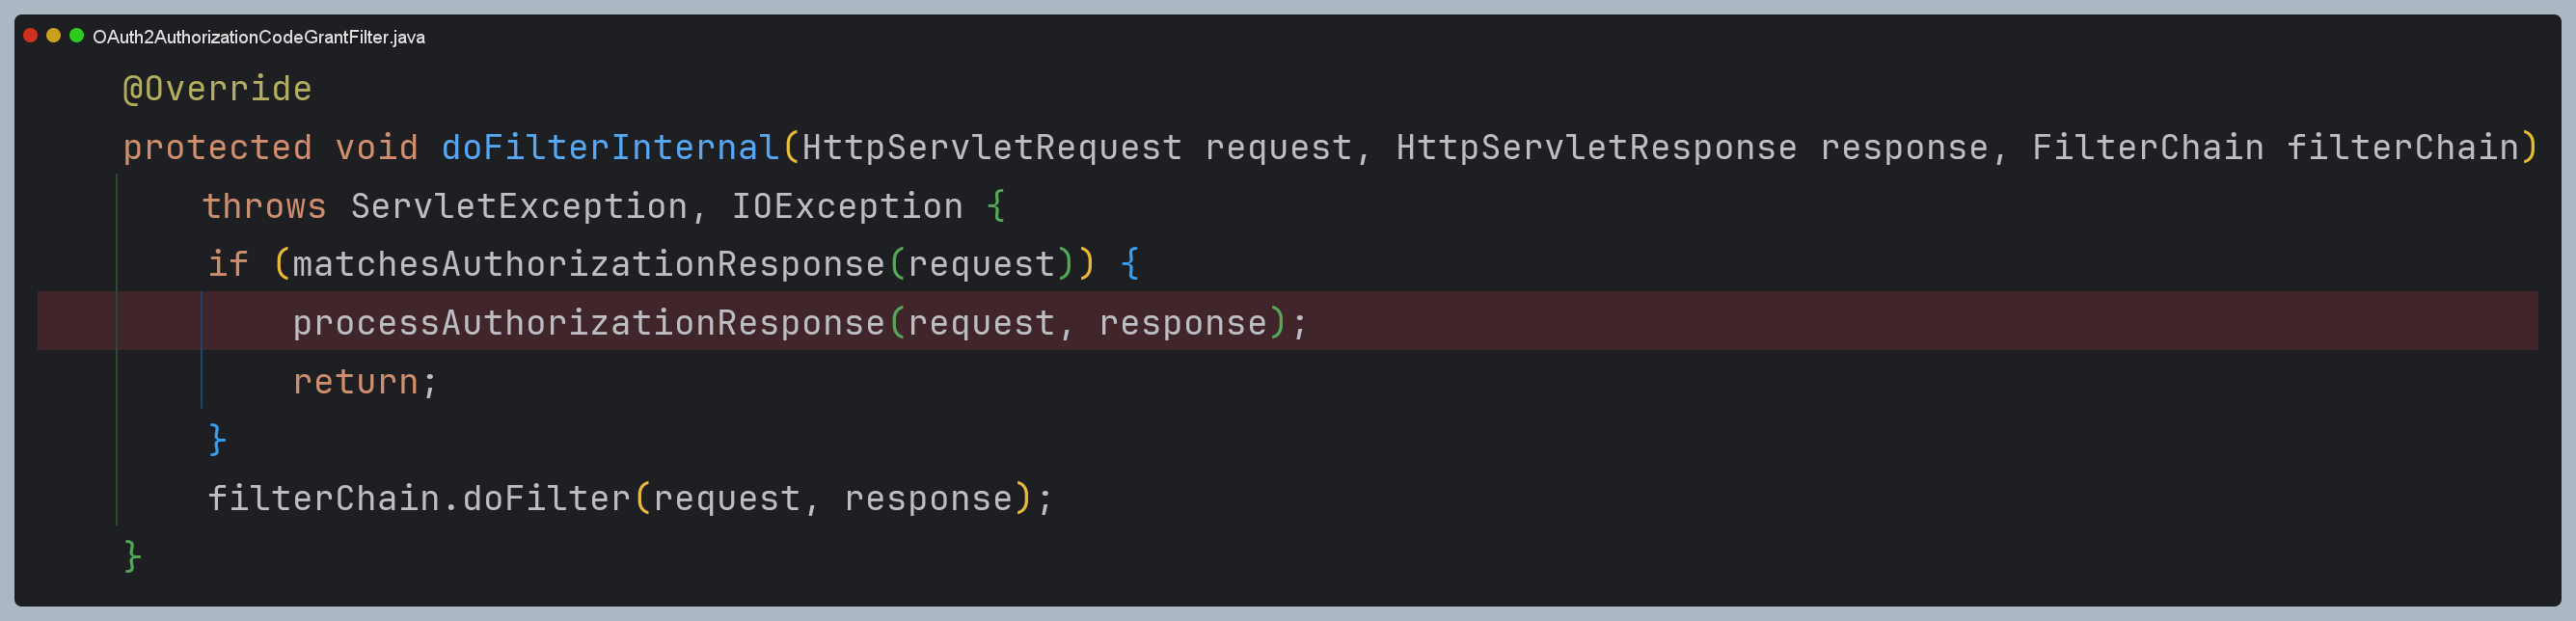 OAuth2AuthorizationCodeGrantFilter.java
@Override
protected void doFilterInternal(HttpServletRequest request, HttpServletResponse response, FilterChain filterChain)
throws ServletException, IOException {
if (matchesAuthorizationResponse(request)) {
processAuthorizationResponse(request, response);
return;
}
filterChain.doFilter(request, response);
}